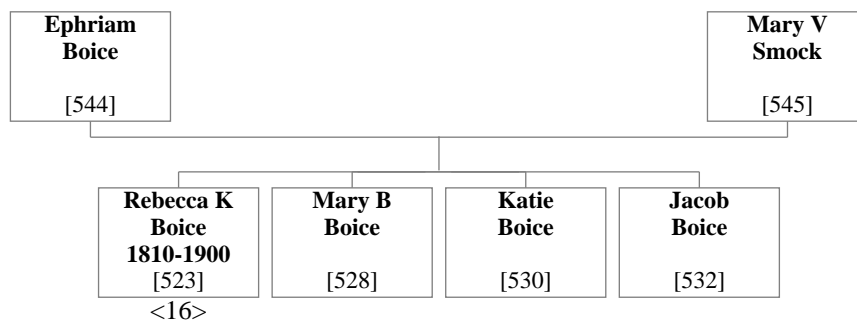 Ephriam
Boice
[544]
Mary V
Smock
[545]
Rebecca K
Boice
1810-1900
[523]
<16>
Mary B
Boice
[528]
Katie
Boice
[530]
Jacob
Boice
[532]